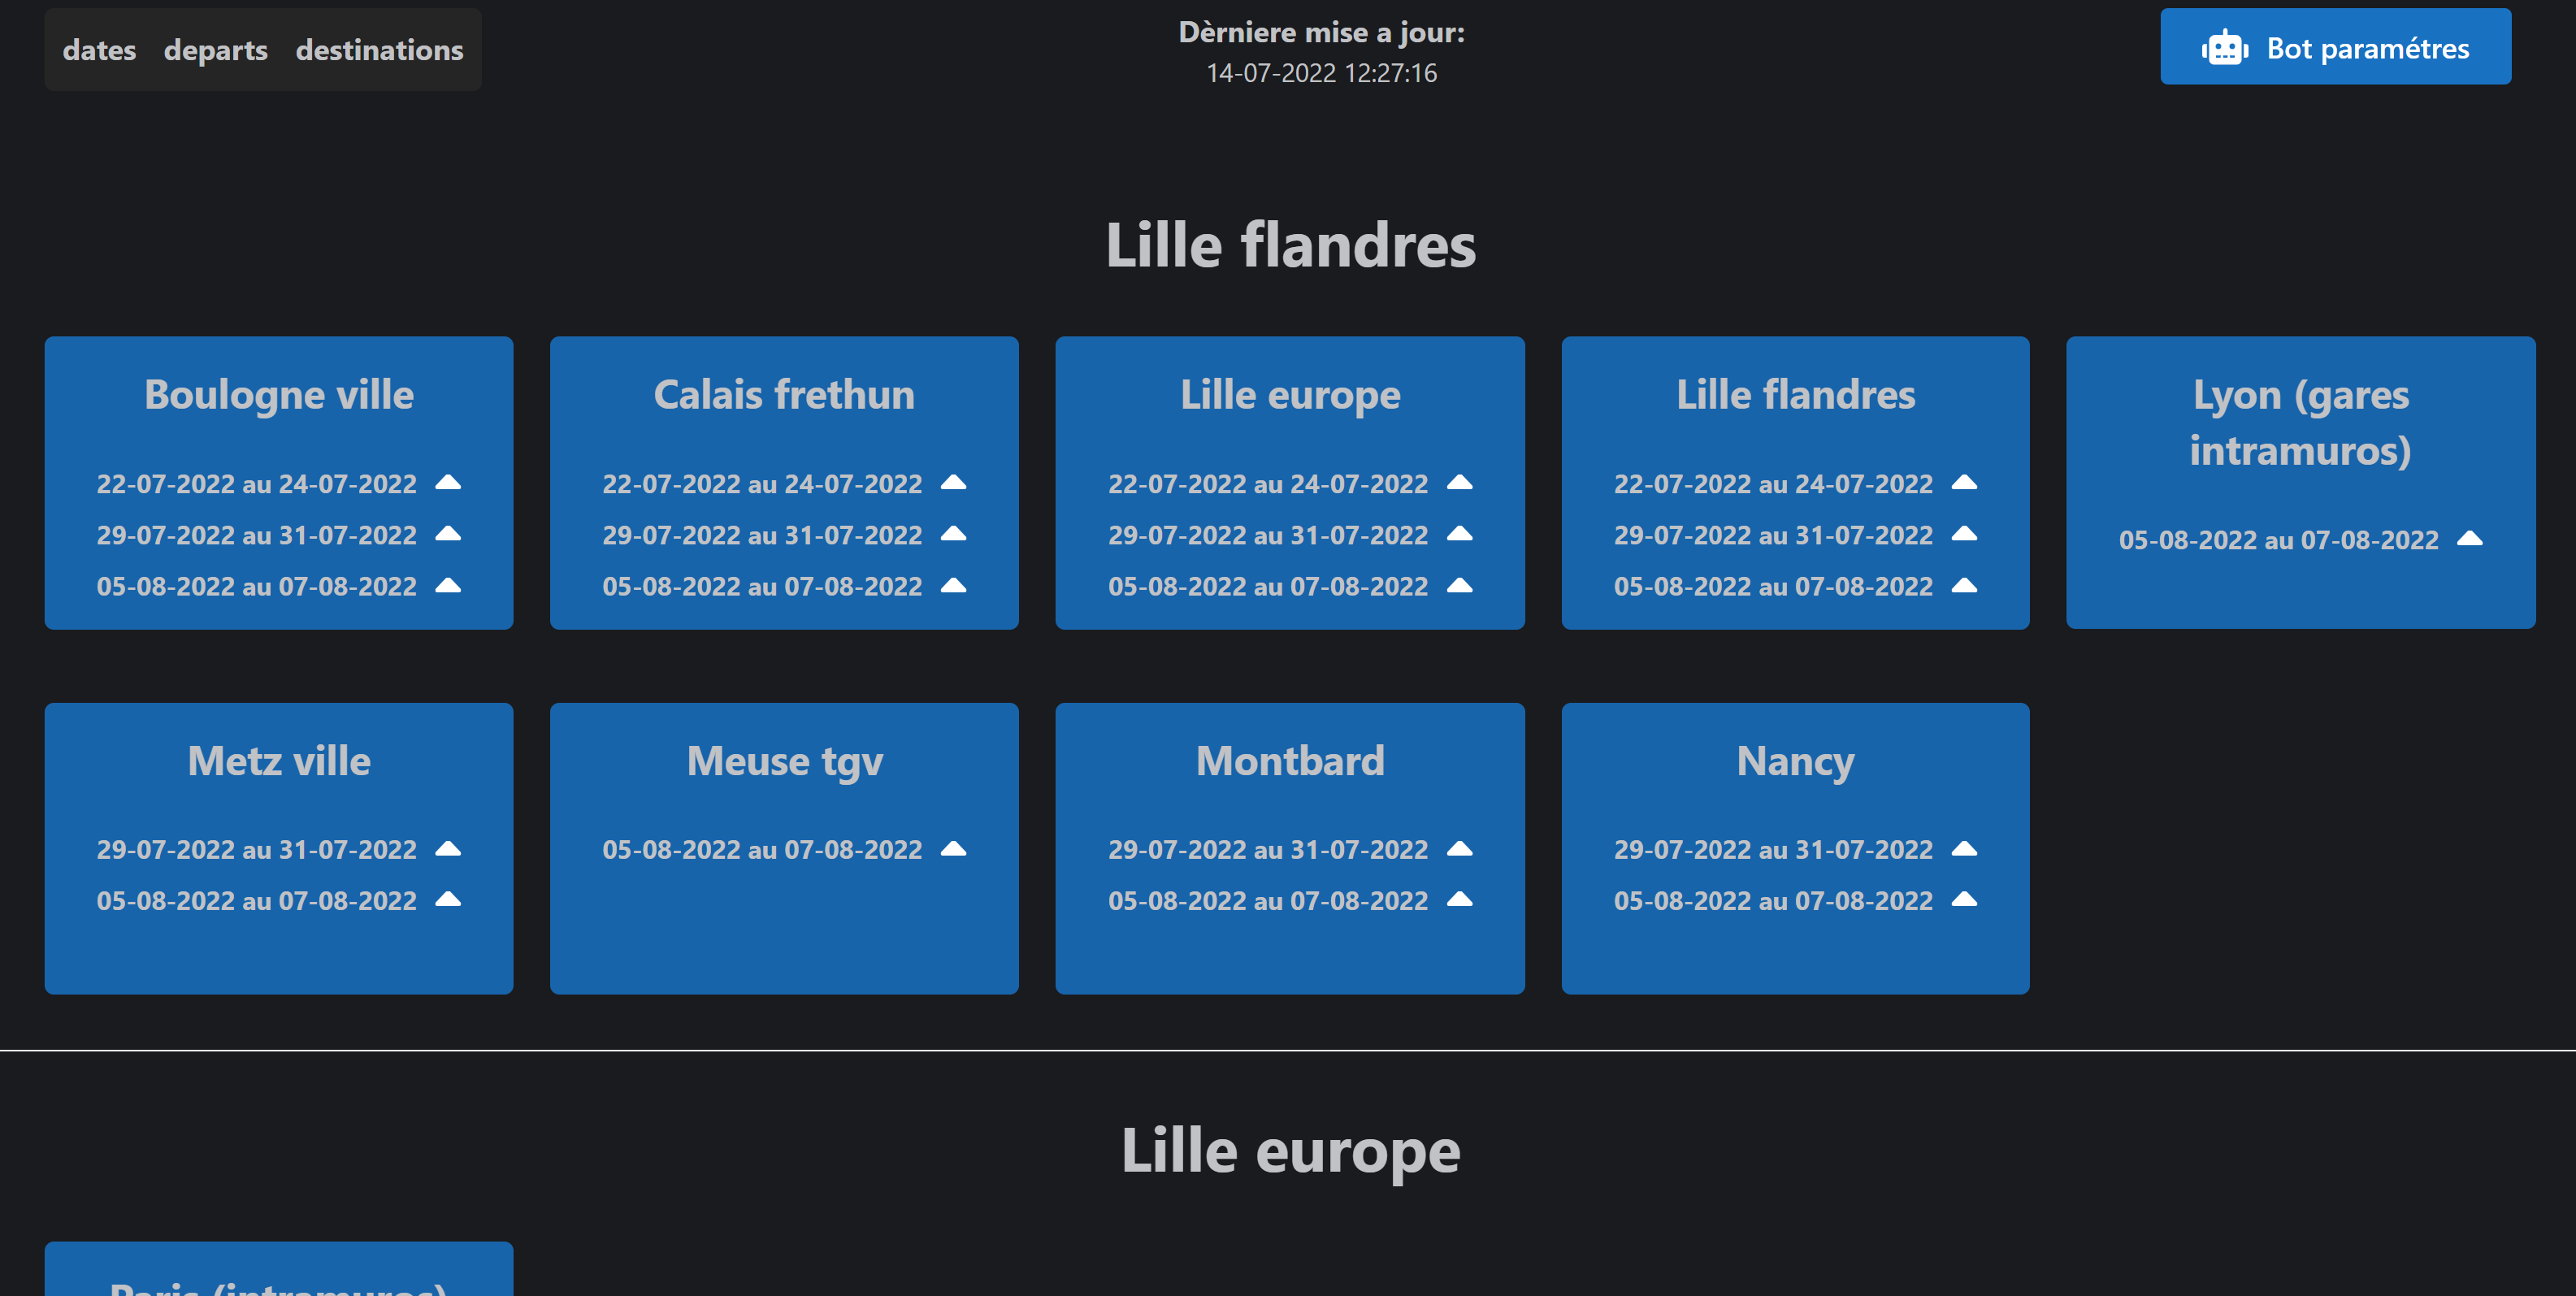 dates departs destinations
Dèrniere mise a jour:
14-07-2022 12:27:16
Bot paramétres
Lille flandres
Boulogne ville
22-07-2022 au 24-07-2022
29-07-2022 au 31-07-2022
05-08-2022 au 07-08-2022
Calais frethun
22-07-2022 au 24-07-2022
29-07-2022 au 31-07-2022
05-08-2022 au 07-08-2022
Lille europe
22-07-2022 au 24-07-2022
29-07-2022 au 31-07-2022
05-08-2022 au 07-08-2022
Lille flandres
22-07-2022 au 24-07-2022
29-07-2022 au 31-07-2022
05-08-2022 au 07-08-2022
Lyon (gares
intramuros)
05-08-2022 au 07-08-2022
Metz ville
29-07-2022 au 31-07-2022
05-08-2022 au 07-08-2022
Meuse tgv
05-08-2022 au 07-08-2022
Montbard
29-07-2022 au 31-07-2022
05-08-2022 au 07-08-2022
Nancy
29-07-2022 au 31-07-2022
05-08-2022 au 07-08-2022
Lille europe
Paris (intramuros)